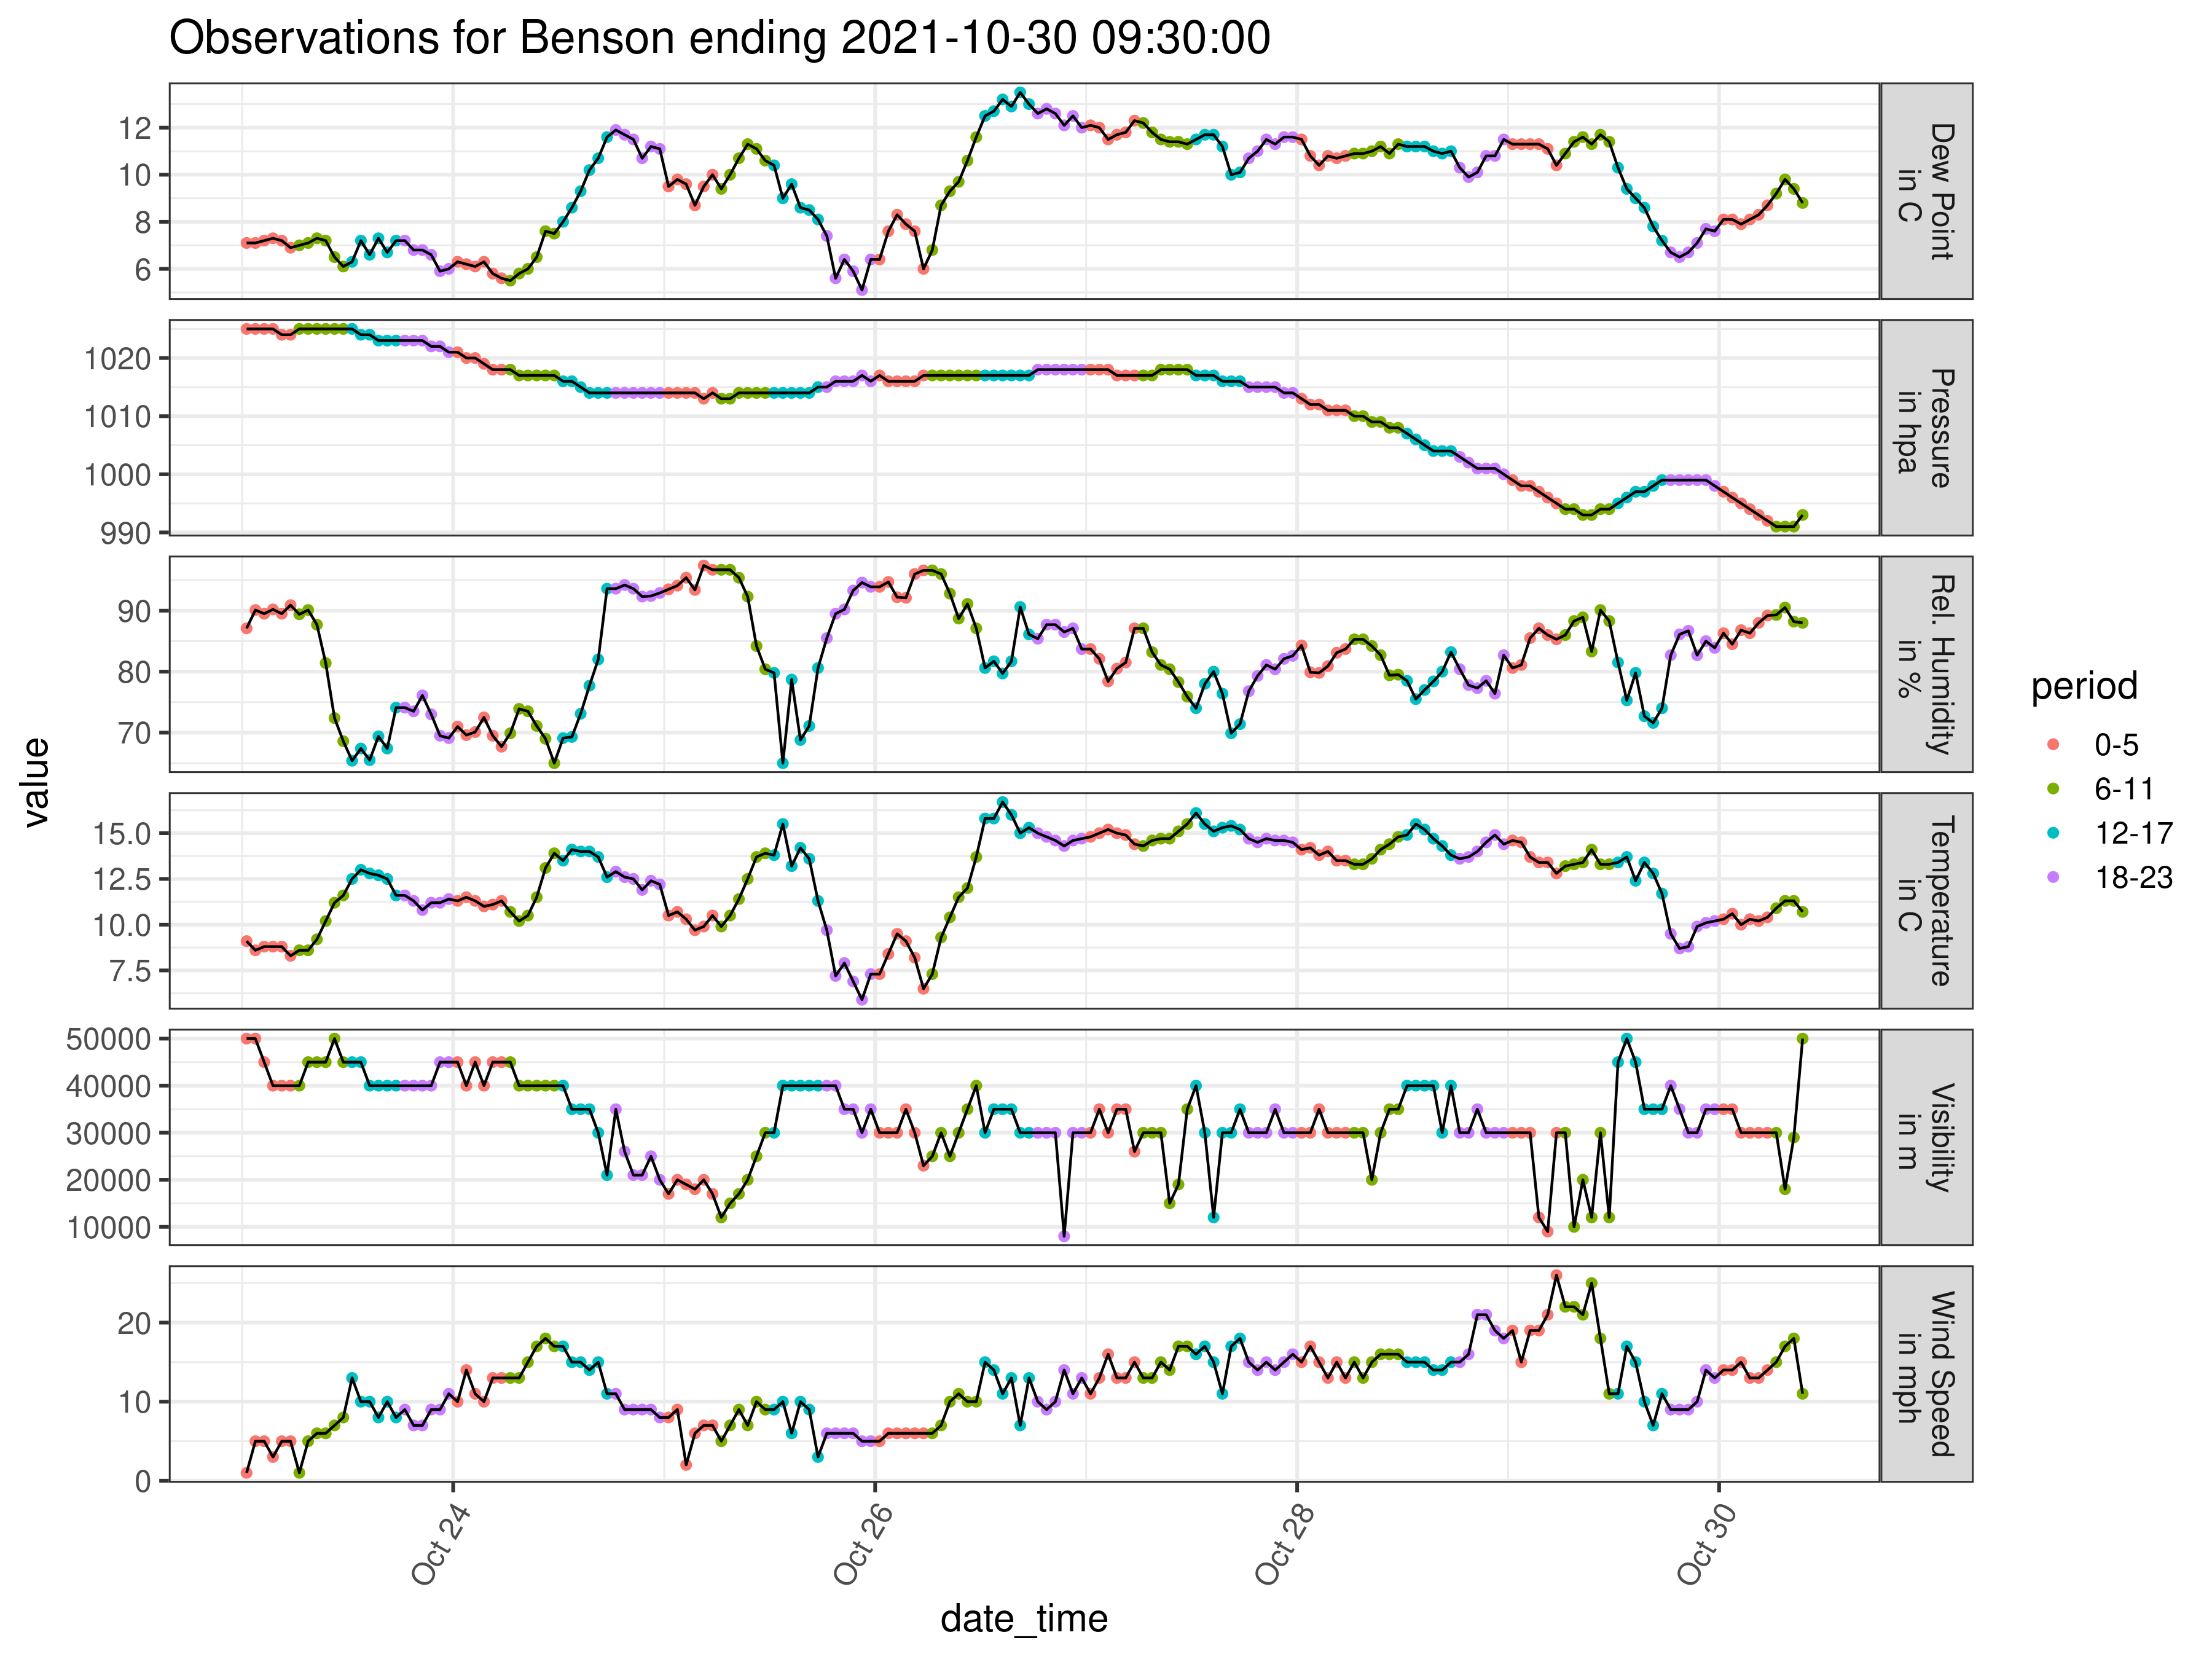 Observations for Benson ending 2021-10-30 09:30:00
value
12
10
8
6
Dew Point
in C
1020
1010
1000
990
Pressure
in hpa
90
80
70
Rel. Humidity
in %
15.0
12.5
10.0
7.5
Temperature
in C
50000
40000
30000
20000
10000
Visibility
in m
20
10
0
Wind Speed
in mph
Oct 24
Oct 26
Oct 28
Oct 30
date_time
period
0-5
6-11
12-17
18-23